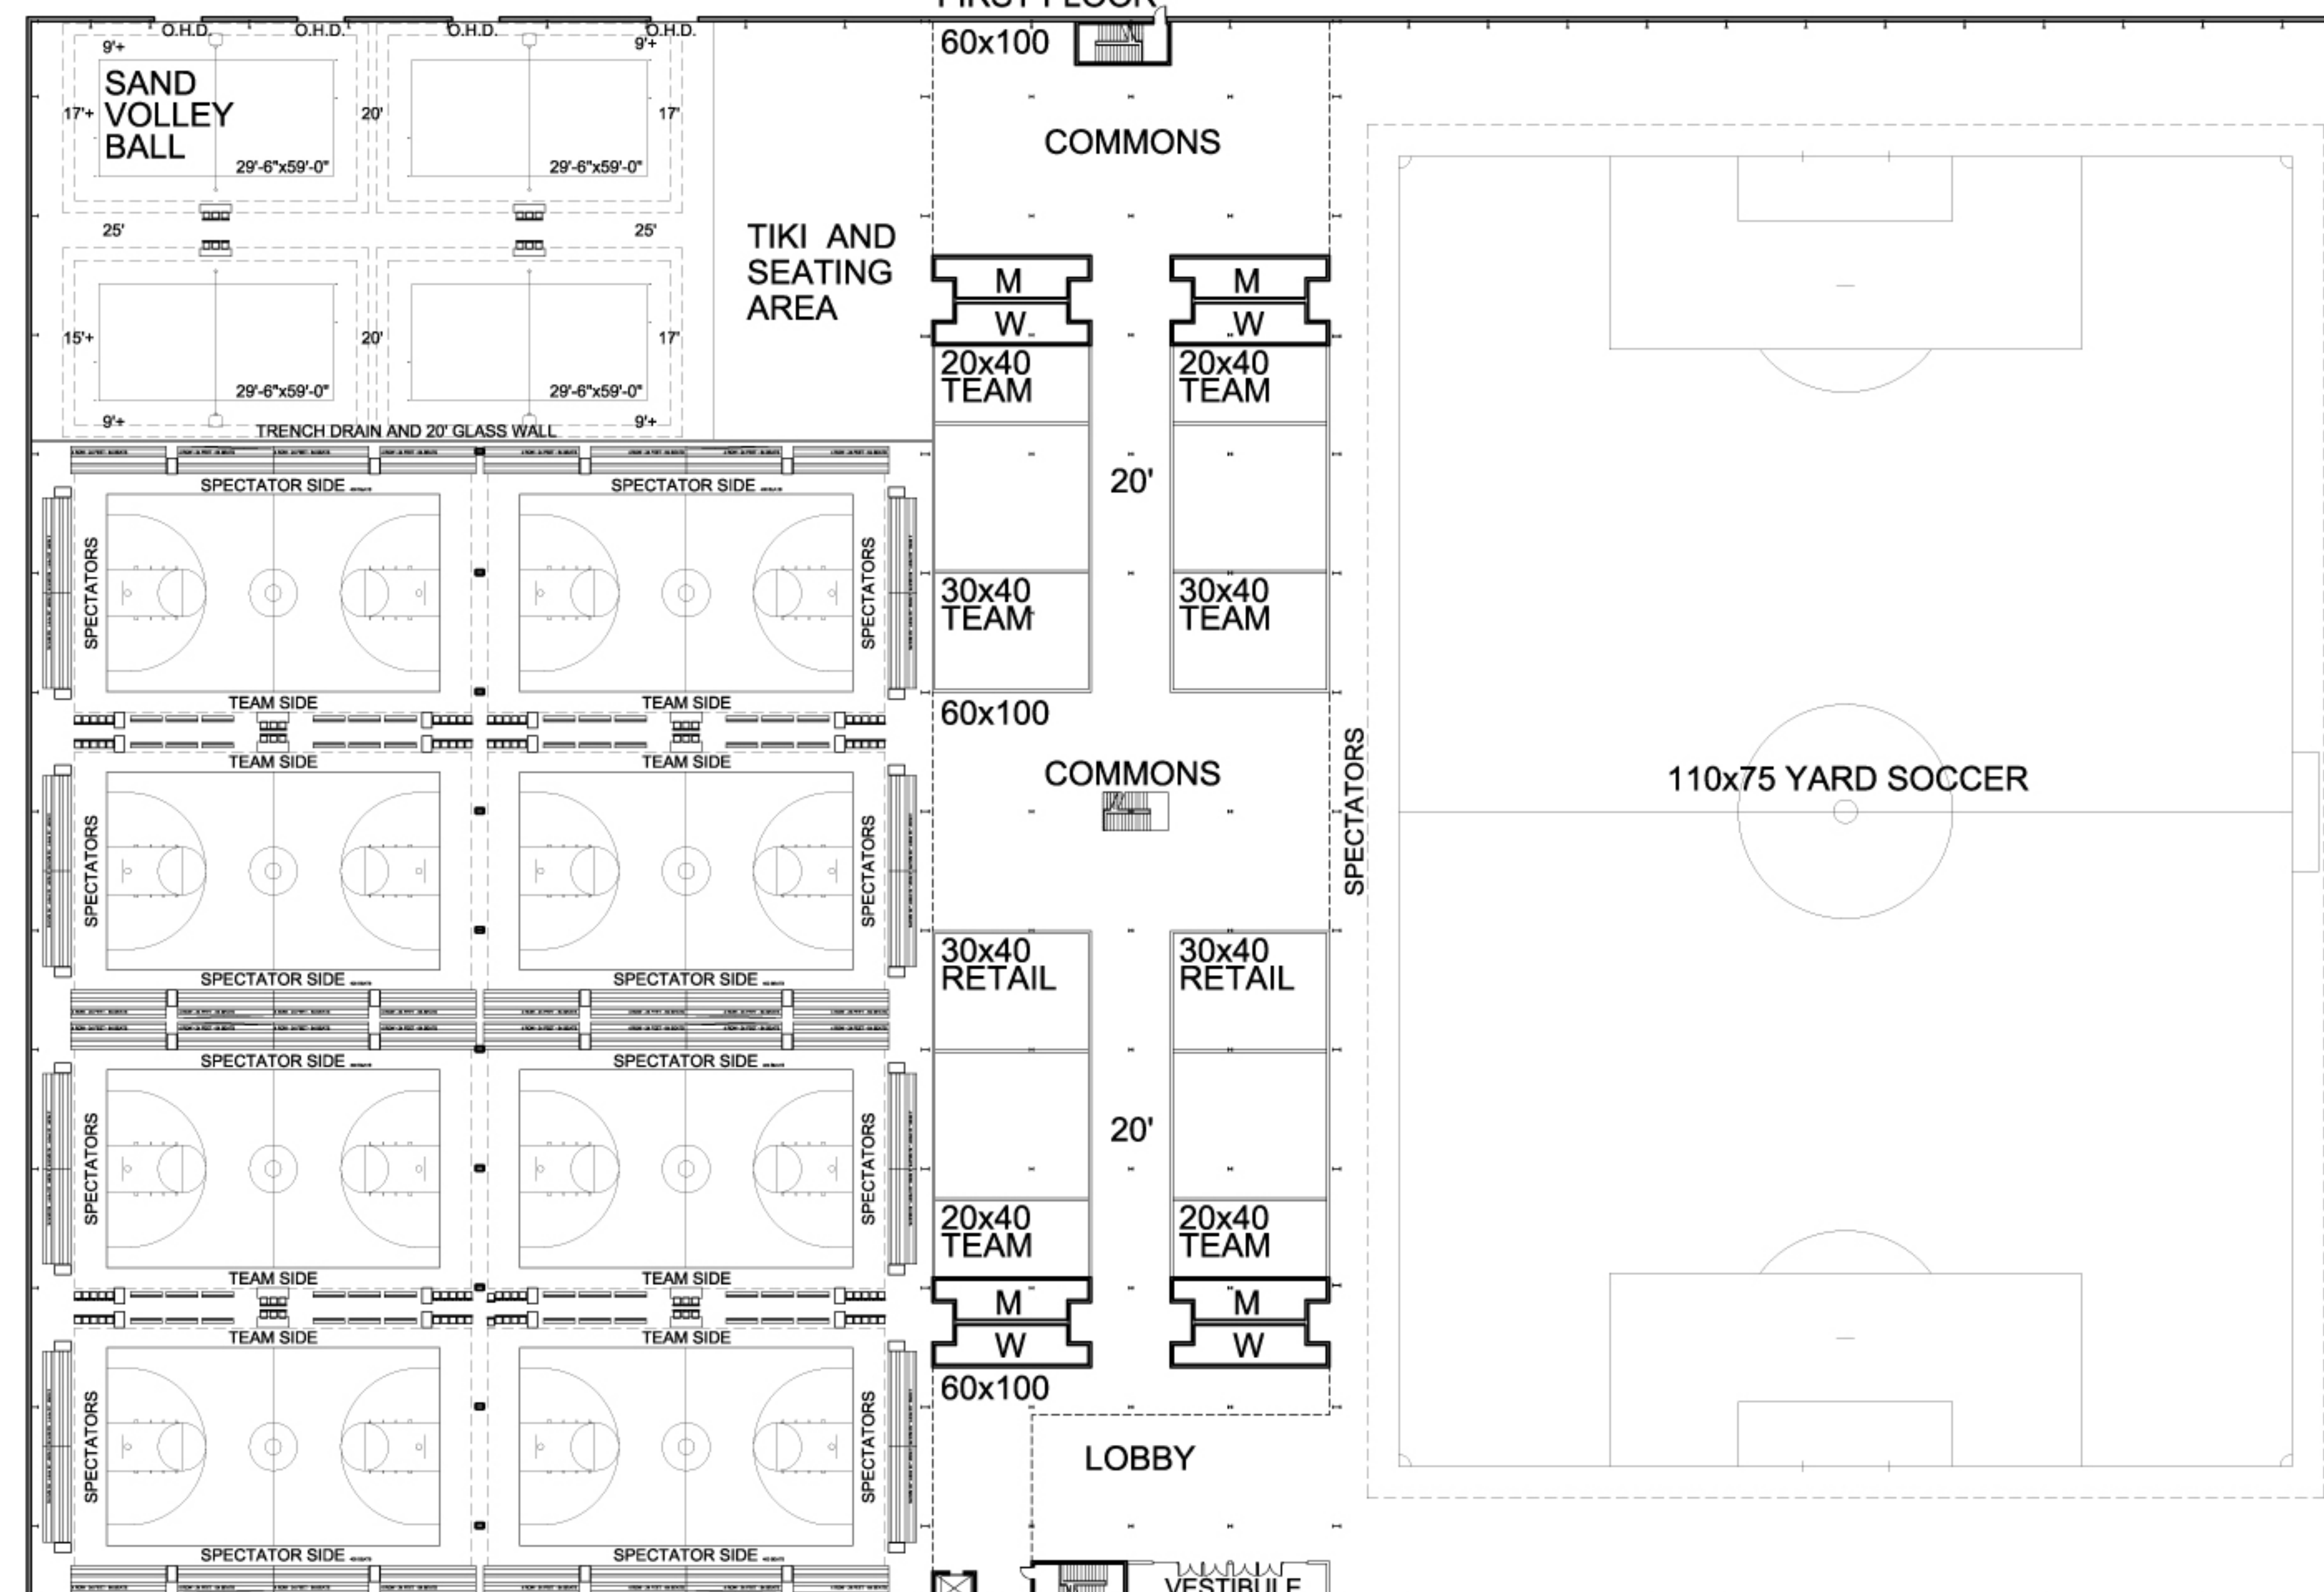 FIRST FLOOR
O.H.D.
O.H.D.
O.H.D.
O.H.D.
9'+
9'+
60x100
SAND
VOLLEY
BALL
17'+
20'
17'
29'-6"x59'-0"
29'-6"x59'-0"
COMMONS
25'
25'
TIKI AND
SEATING
AREA
M
W
M
W
15'+
20'
17'
29'-6"x59'-0"
29'-6"x59'-0"
9'+
9'+
TRENCH DRAIN AND 20' GLASS WALL
20x40
TEAM
20x40
TEAM
20'
SPECTATOR SIDE
SPECTATOR SIDE
SPECTATORS
SPECTATORS
30x40
TEAM
30x40
TEAM
TEAM SIDE
TEAM SIDE
60x100
TEAM SIDE
TEAM SIDE
COMMONS
SPECTATORS
110x75 YARD SOCCER
SPECTATORS
SPECTATORS
SPECTATOR SIDE
SPECTATOR SIDE
30x40
RETAIL
30x40
RETAIL
SPECTATOR SIDE
SPECTATOR SIDE
SPECTATORS
SPECTATORS
20'
20x40
TEAM
20x40
TEAM
TEAM SIDE
TEAM SIDE
M
W
M
W
TEAM SIDE
TEAM SIDE
60x100
SPECTATORS
SPECTATORS
LOBBY
SPECTATOR SIDE
SPECTATOR SIDE
VESTIBULE